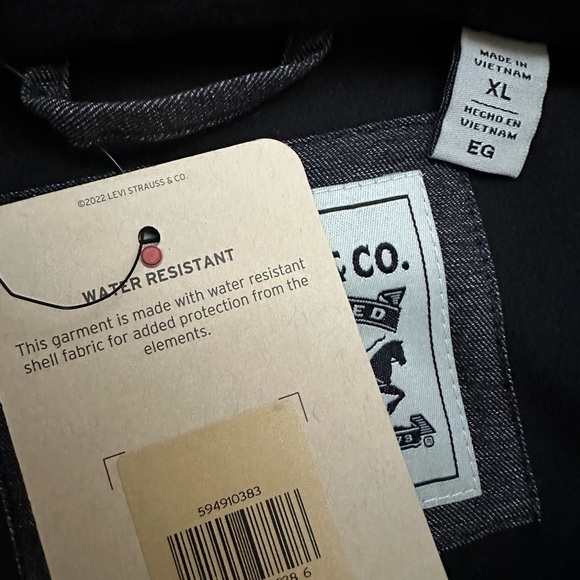 MADE IN
VIETNAM
XL
HECHO EN
VIETNAM
EG
©2022 LEVI STRAUSS & CO.
WATER RESISTANT
This garment is made with water resistant
shell fabric for added protection from the
elements.
594910383
& CO.